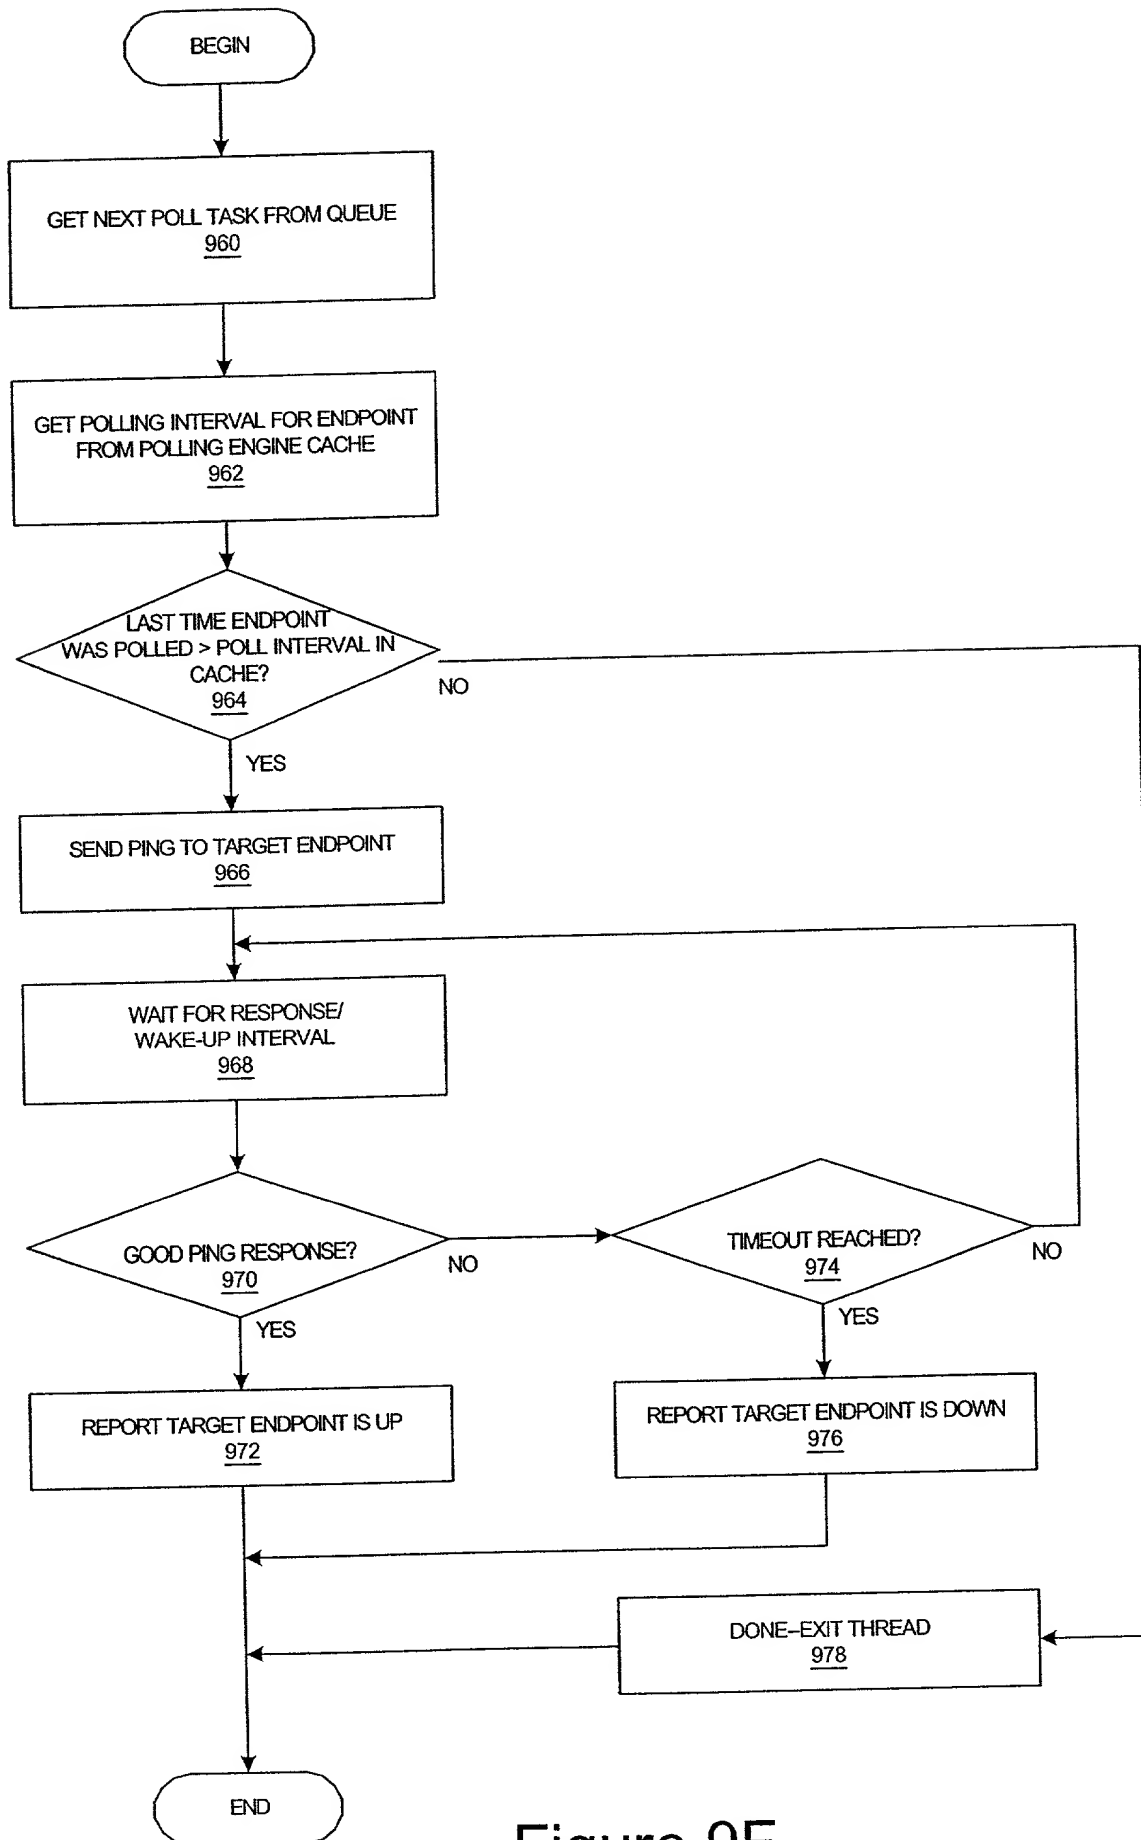 BEGIN
GET NEXT POLL TASK FROM QUEUE
960
GET POLLING INTERVAL FOR ENDPOINT
FROM POLLING ENGINE CACHE
962
LAST TIME ENDPOINT
WAS POLLED > POLL INTERVAL IN
CACHE?
964
NO
YES
SEND PING TO TARGET ENDPOINT
966
WAIT FOR RESPONSE/
WAKE-UP INTERVAL
968
GOOD PING RESPONSE?
970
NO
YES
TIMEOUT REACHED?
974
NO
YES
REPORT TARGET ENDPOINT IS UP
972
REPORT TARGET ENDPOINT IS DOWN
976
DONE–EXIT THREAD
978
END